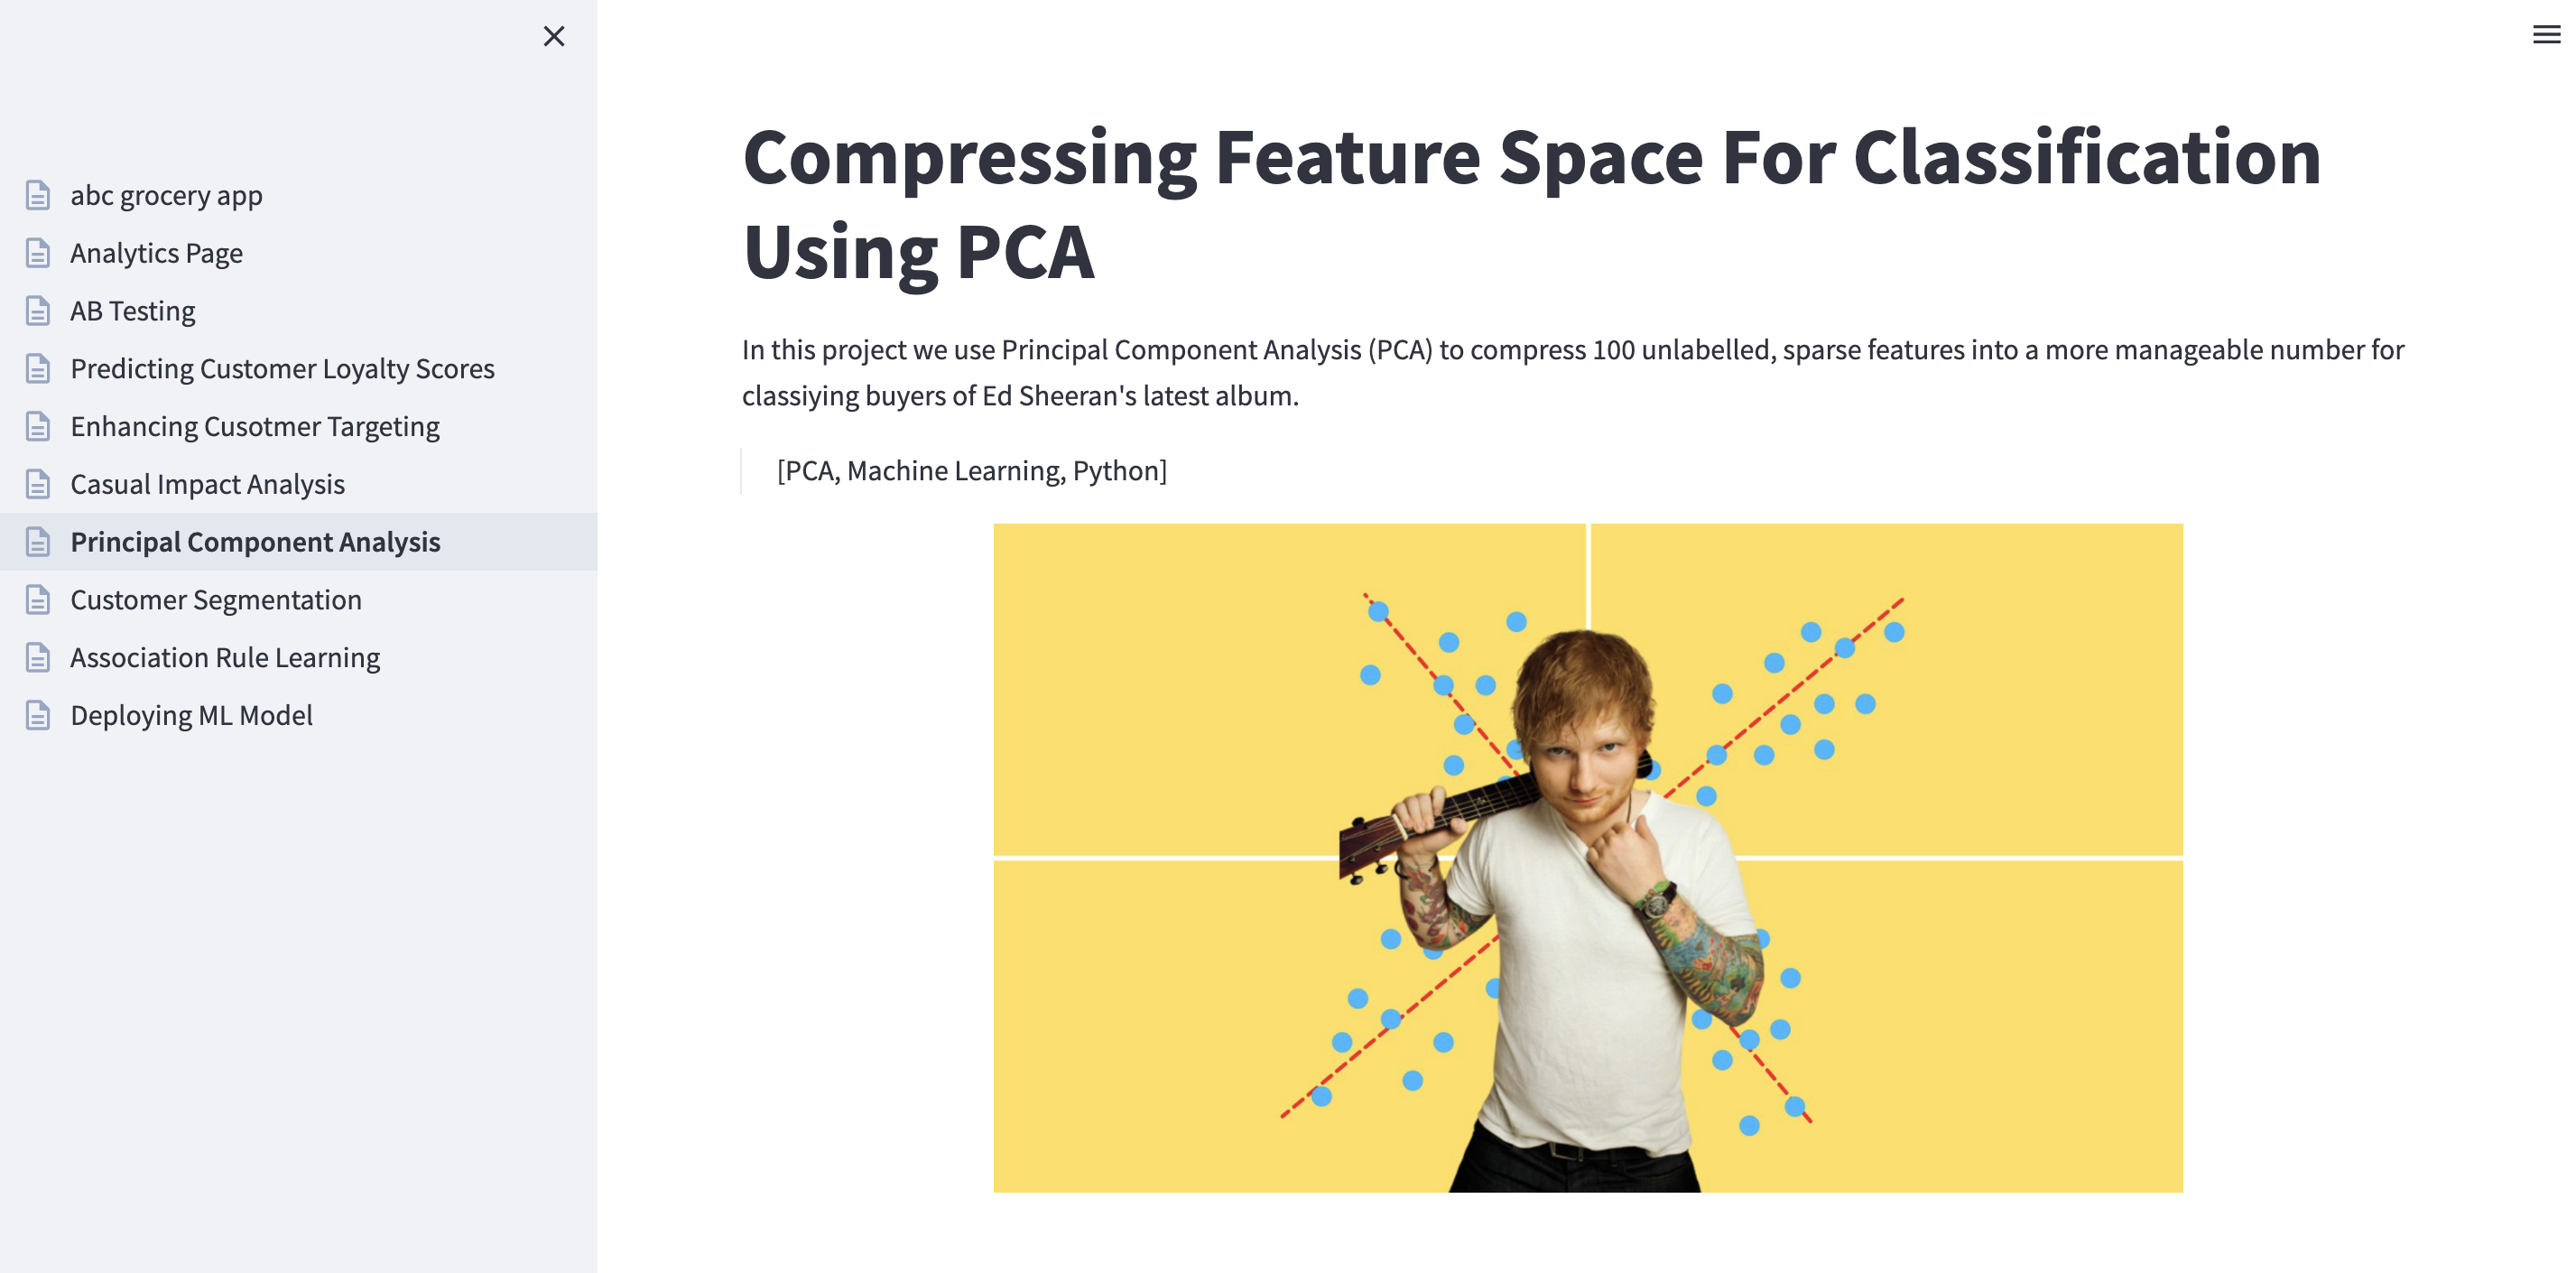 abc grocery app
Analytics Page
AB Testing
Predicting Customer Loyalty Scores
Enhancing Cusotmer Targeting
Casual Impact Analysis
Principal Component Analysis
Customer Segmentation
Association Rule Learning
Deploying ML Model
Compressing Feature Space For Classification
Using PCA
In this project we use Principal Component Analysis (PCA) to compress 100 unlabelled, sparse features into a more manageable number for
classiying buyers of Ed Sheeran's latest album.
[PCA, Machine Learning, Python]